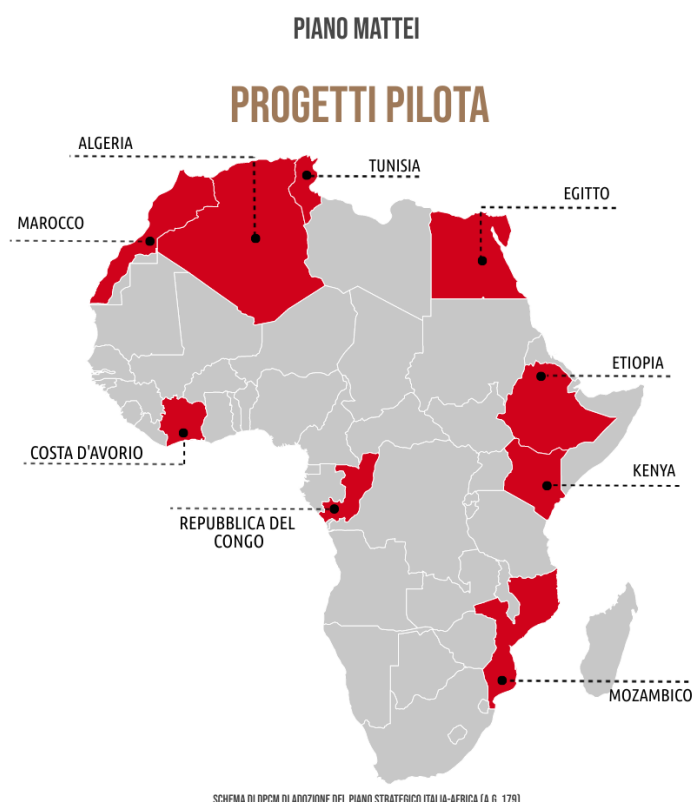 PIANO MATTEI
PROGETTI PILOTA
ALGERIA
TUNISIA
EGITTO
MAROCCO
ETIOPIA
COSTA D'AVORIO
KENYA
REPUBBLICA DEL
CONGO
MOZAMBICO
SCHEMA DI DPCM DI ADOZIONE DEL PIANO STRATEGICO ITALIA-AFRICA (A.G. 179)